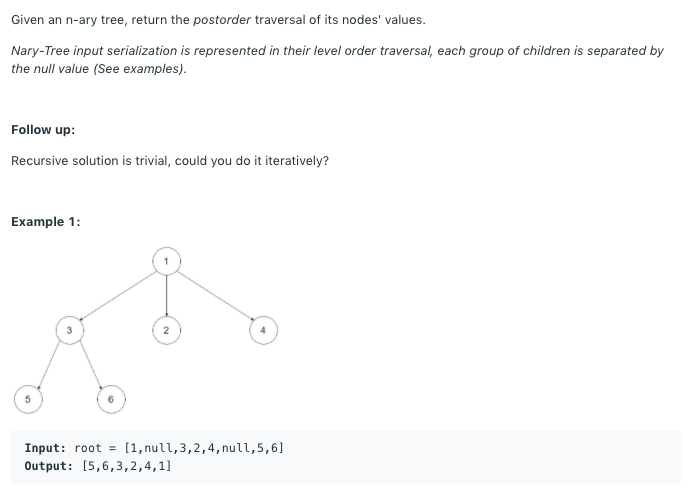 Given an n-ary tree, return the postorder traversal of its nodes' values.
Nary-Tree input serialization is represented in their level order traversal, each group of children is separated by
the null value (See examples).
Follow up:
Recursive solution is trivial, could you do it iteratively?
Example 1:
1
3 2 4
5 6
Input: root = [1,null,3,2,4,null,5,6]
Output: [5,6,3,2,4,1]